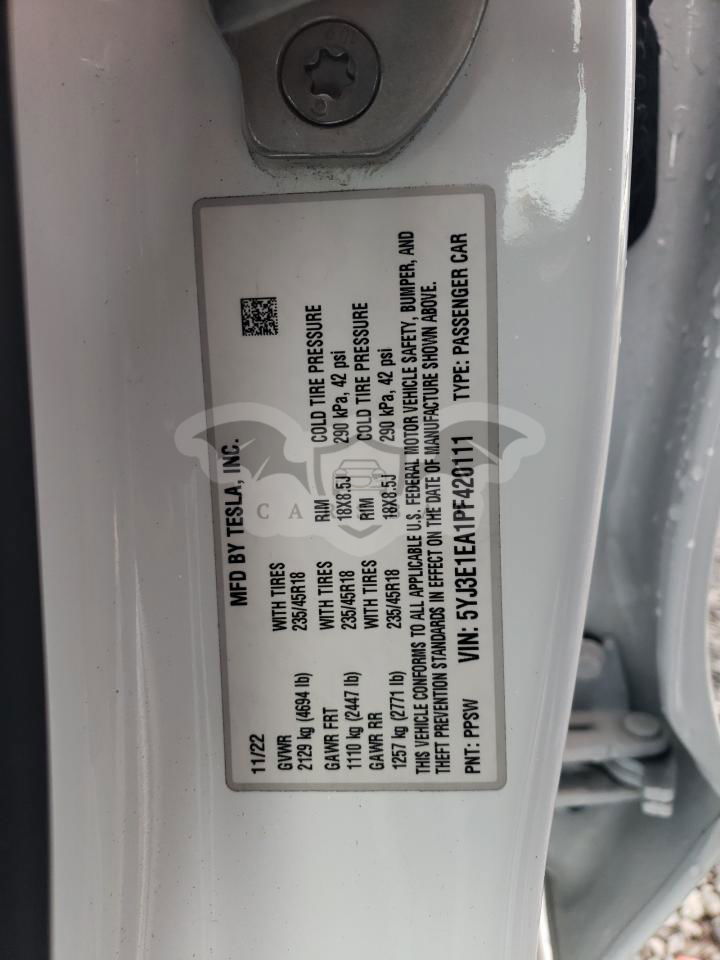 MFD BY TESLA, INC.
11/22
GVWR WITH TIRES RIM COLD TIRE PRESSURE
2129 kg (4694 lb) 235/45R18 18X8.5J 290 kPa, 42 psi
GAWR FRT WITH TIRES RIM COLD TIRE PRESSURE
1110 kg (2447 lb) 235/45R18 18X8.5J 290 kPa, 42 psi
GAWR RR WITH TIRES
1257 kg (2771 lb) 235/45R18
THIS VEHICLE CONFORMS TO ALL APPLICABLE U.S. FEDERAL MOTOR VEHICLE SAFETY, BUMPER, AND
THEFT PREVENTION STANDARDS IN EFFECT ON THE DATE OF MANUFACTURE SHOWN ABOVE.
PNT: PPSW VIN: 5YJ3E1EA1PF420111 TYPE: PASSENGER CAR